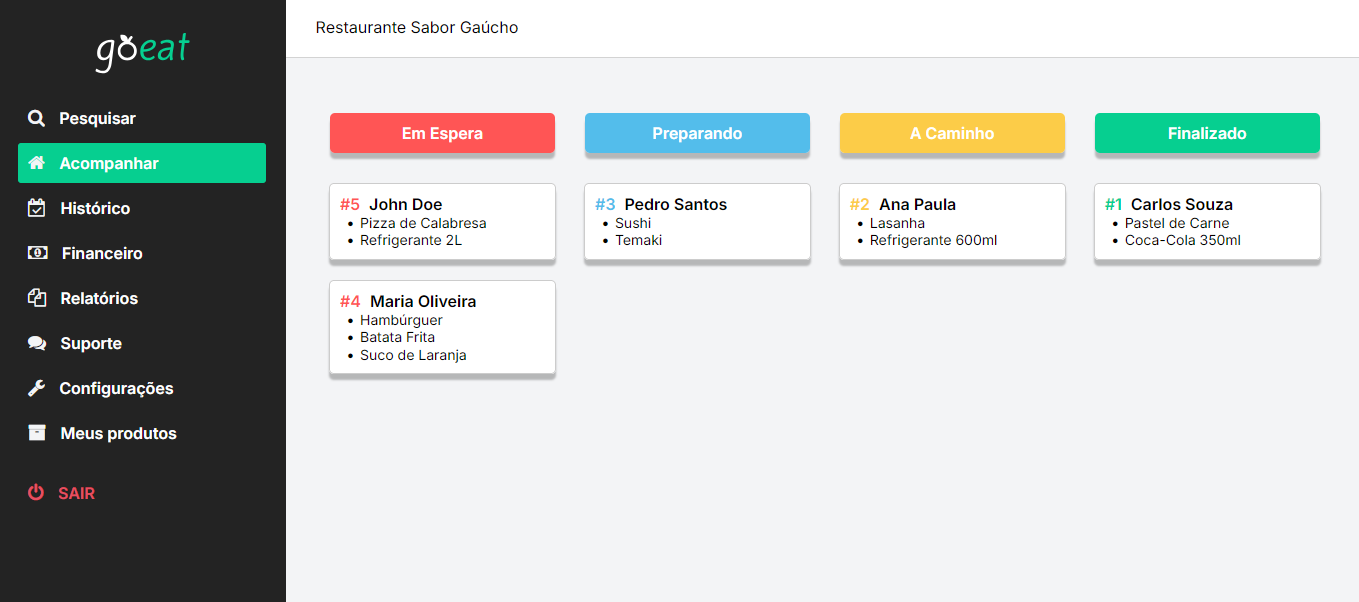 goeat
Pesquisar
Acompanhar
Histórico
Financeiro
Relatórios
Suporte
Configurações
Meus produtos
SAIR
Restaurante Sabor Gaúcho
Em Espera
#5 John Doe
• Pizza de Calabresa
• Refrigerante 2L
#4 Maria Oliveira
• Hambúrguer
• Batata Frita
• Suco de Laranja
Preparando
#3 Pedro Santos
• Sushi
• Temaki
A Caminho
#2 Ana Paula
• Lasanha
• Refrigerante 600ml
Finalizado
#1 Carlos Souza
• Pastel de Carne
• Coca-Cola 350ml